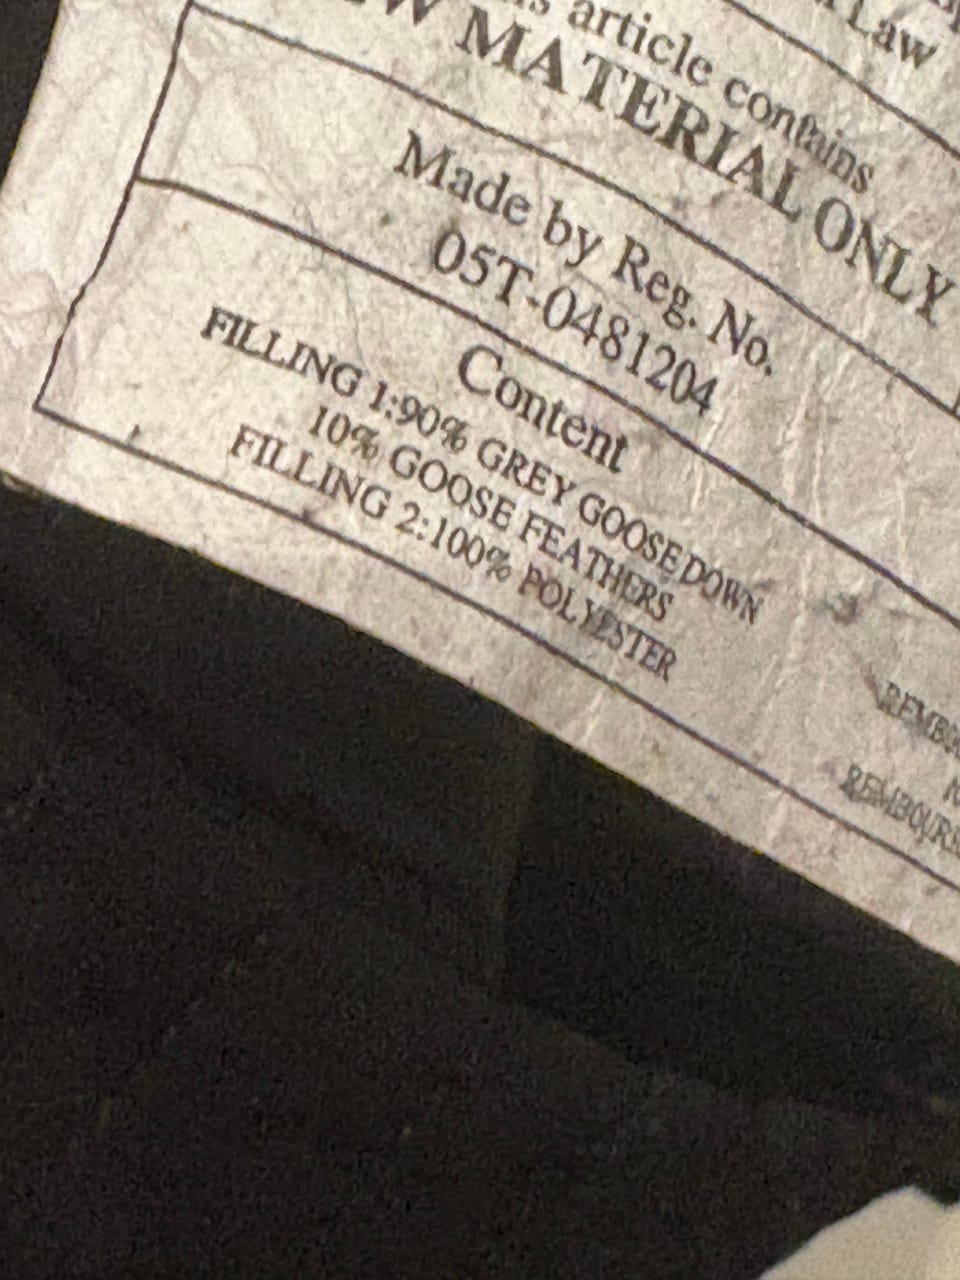 Law
article contains
MATERIAL ONLY
Made by Reg. No.
05T-0481204
Content
FILLING 1:90% GREY GOOSE DOWN
10% GOOSE FEATHERS
FILLING 2:100% POLYESTER